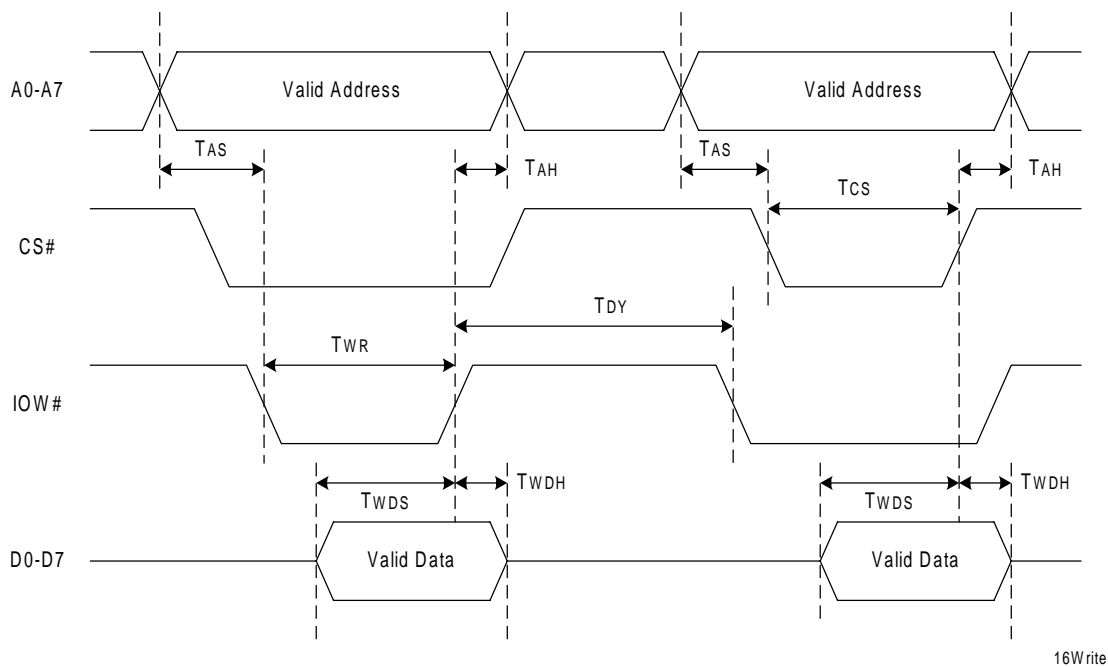 A0-A7
Valid Address
Valid Address
TAS
TAH
TAS
TAH
TCS
CS#
TDY
TWR
IOW#
TWDS
TWDH
TWDS
TWDH
D0-D7
Valid Data
Valid Data
16Write